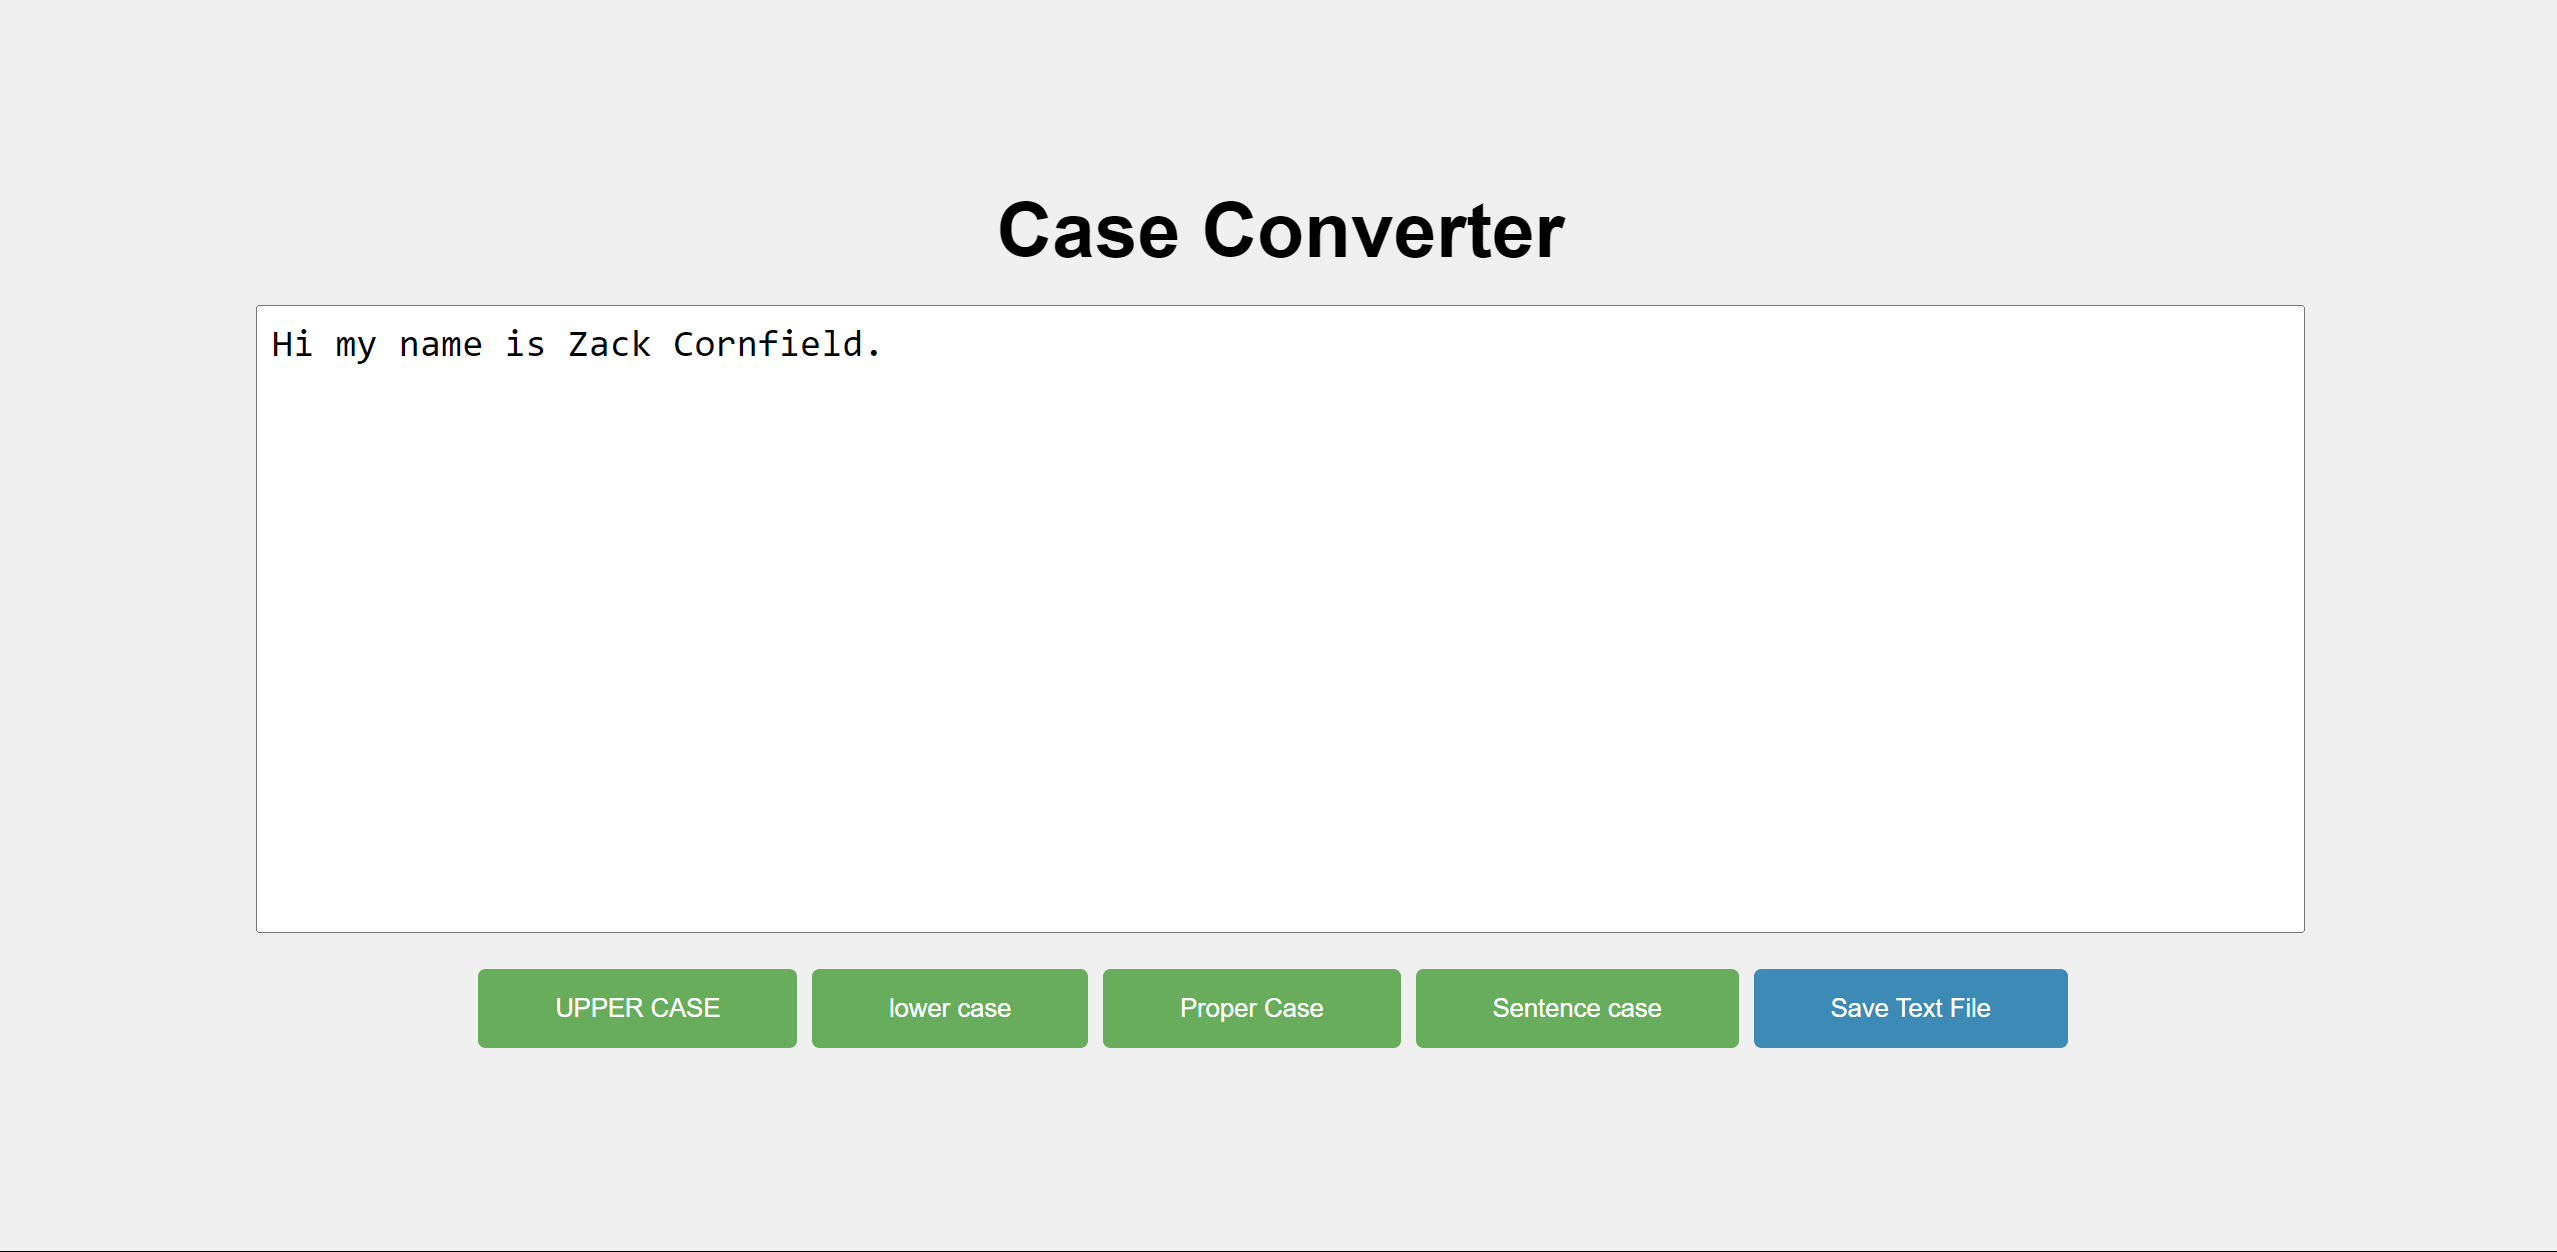 Case Converter
Hi my name is Zack Cornfield.
UPPER CASE
lower case
Proper Case
Sentence case
Save Text File